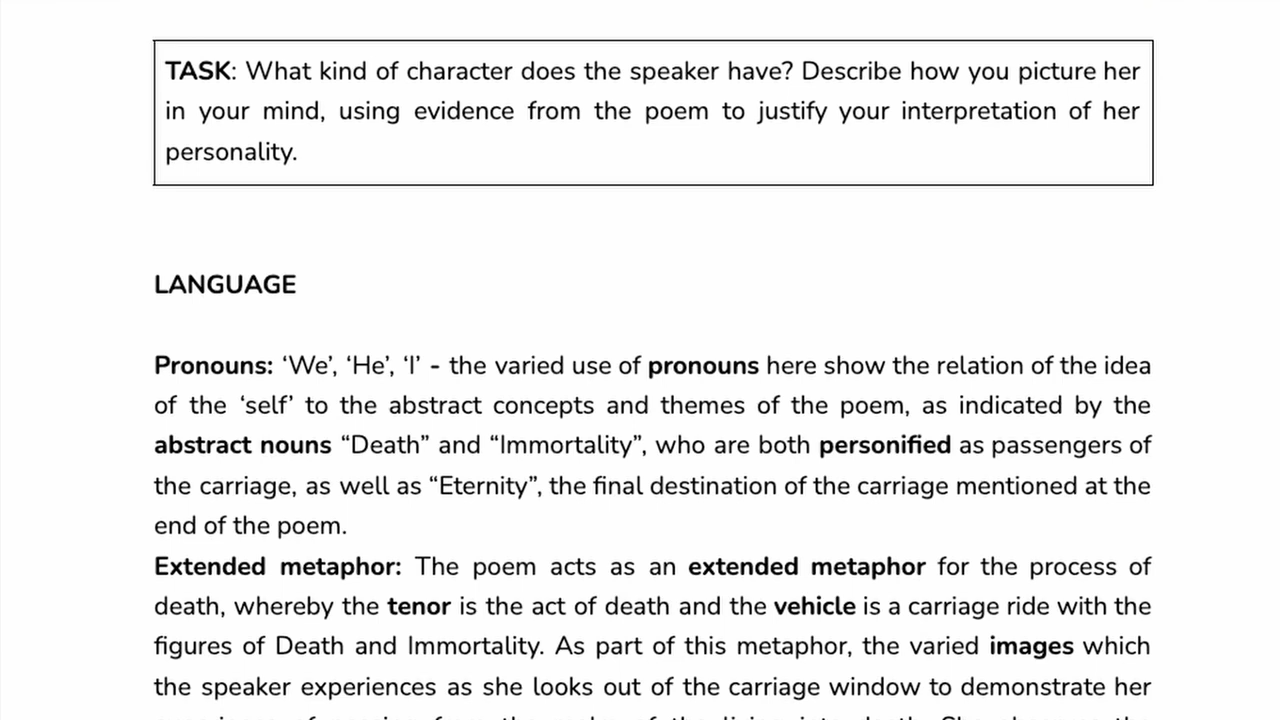 TASK: What kind of character does the speaker have? Describe how you picture her
in your mind, using evidence from the poem to justify your interpretation of her
personality.
LANGUAGE
Pronouns: ‘We’, ‘He’, ‘I’ - the varied use of pronouns here show the relation of the idea
of the ‘self’ to the abstract concepts and themes of the poem, as indicated by the
abstract nouns “Death” and “Immortality”, who are both personified as passengers of
the carriage, as well as “Eternity”, the final destination of the carriage mentioned at the
end of the poem.
Extended metaphor: The poem acts as an extended metaphor for the process of
death, whereby the tenor is the act of death and the vehicle is a carriage ride with the
figures of Death and Immortality. As part of this metaphor, the varied images which
the speaker experiences as she looks out of the carriage window to demonstrate her